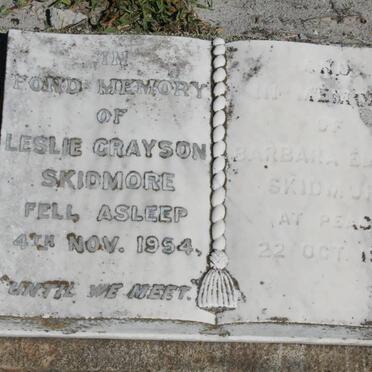 IN
FOND MEMORY
OF
LESLIE GRAYSON
SKIDMORE
FELL ASLEEP
4TH NOV. 1954,
"UNTIL WE MEET."
OF
BARBARA
AT
22 OCT.